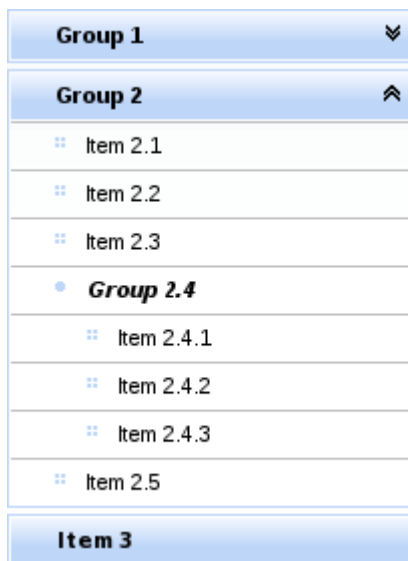 Group 1
Group 2
Item 2.1
Item 2.2
Item 2.3
Group 2.4
Item 2.4.1
Item 2.4.2
Item 2.4.3
Item 2.5
Item 3